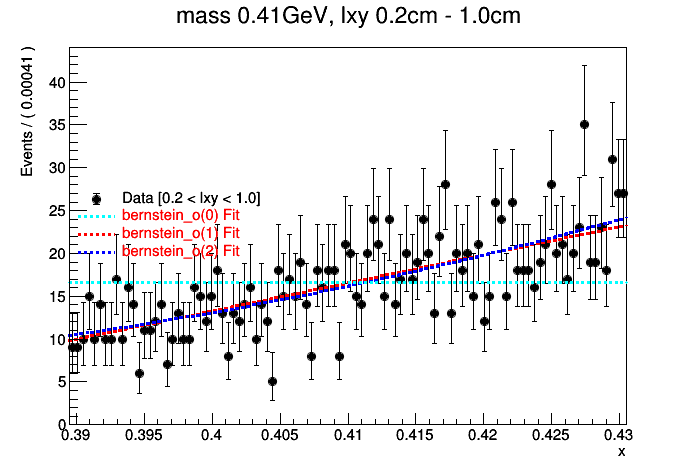 mass 0.41GeV, lxy 0.2cm - 1.0cm
Events / ( 0.00041 )
40
35
30
25
20
15
10
5
0
Data [0.2 < lxy < 1.0]
bernstein_o(0) Fit
bernstein_o(1) Fit
bernstein_o(2) Fit
0.39 0.395 0.4 0.405 0.41 0.415 0.42 0.425 0.43
x